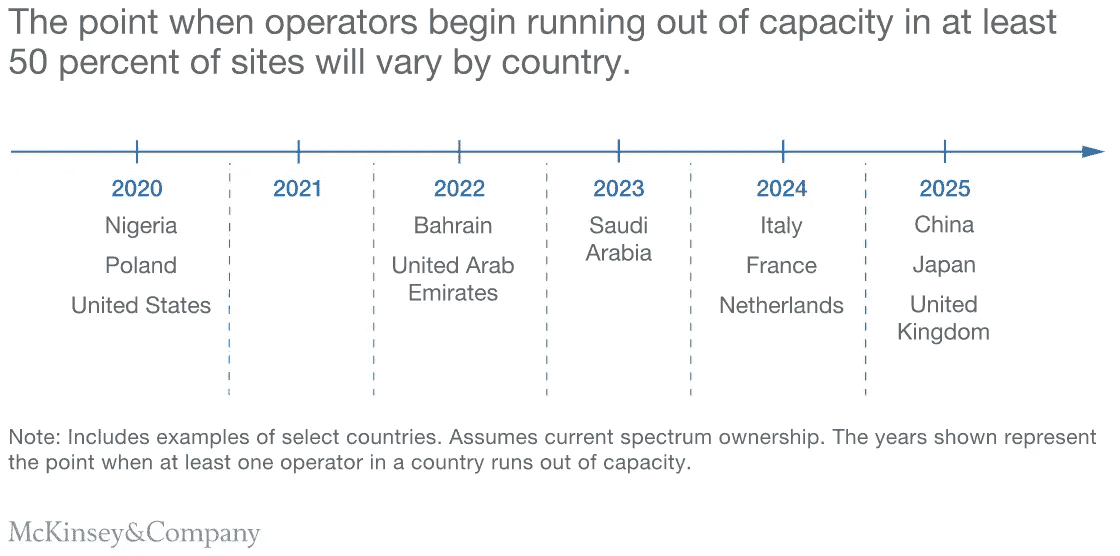 The point when operators begin running out of capacity in at least
50 percent of sites will vary by country.
2020
Nigeria
Poland
United States
2021
2022
Bahrain
United Arab
Emirates
2023
Saudi
Arabia
2024
Italy
France
Netherlands
2025
China
Japan
United
Kingdom
Note: Includes examples of select countries. Assumes current spectrum ownership. The years shown represent
the point when at least one operator in a country runs out of capacity.
McKinsey&Company